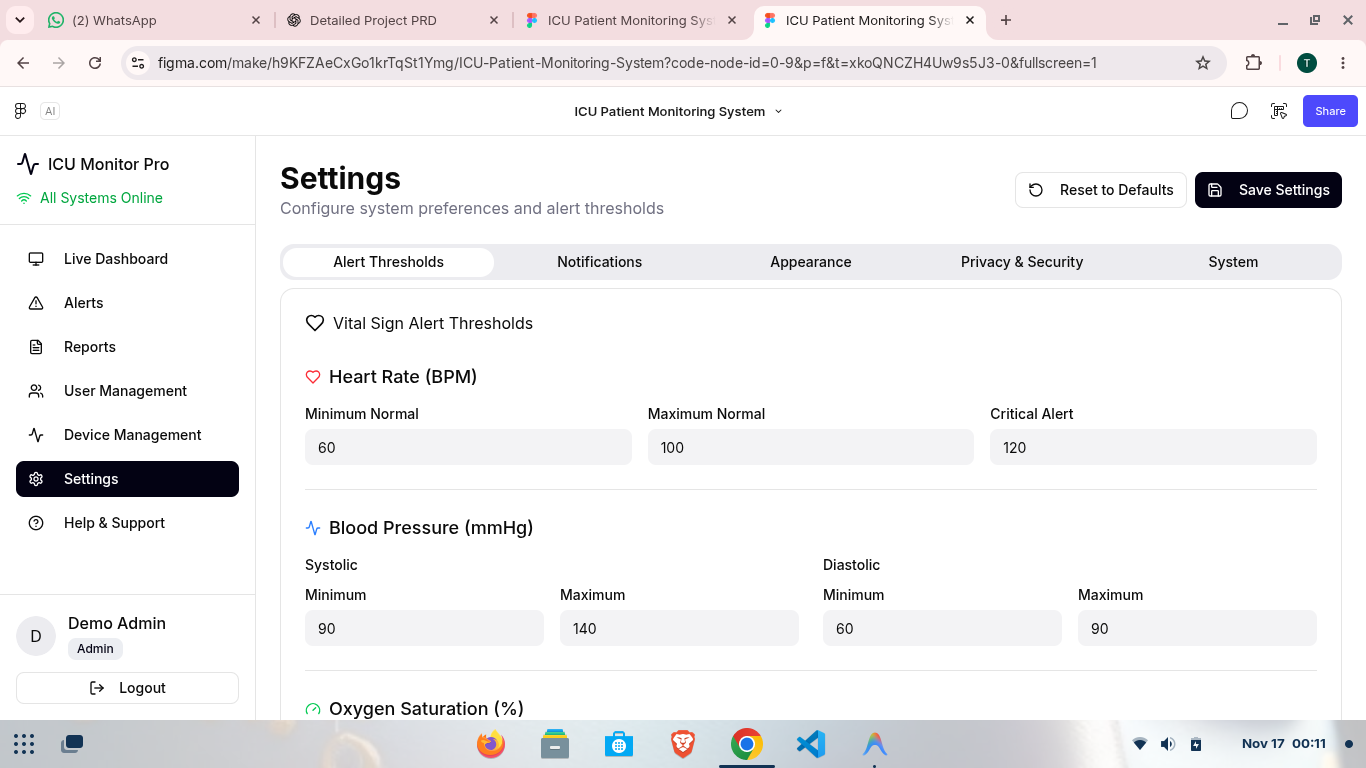 (2) WhatsApp
Detailed Project PRD
ICU Patient Monitoring Sys
ICU Patient Monitoring Sys
figma.com/make/h9KFZAeCxGo1krTqSt1Ymg/ICU-Patient-Monitoring-System?code-node-id=0-9&p=f&t=xkoQNCZH4Uw9s5J3-0&fullscreen=1
T
AI
ICU Patient Monitoring System
Share
ICU Monitor Pro
All Systems Online
Live Dashboard
Alerts
Reports
User Management
Device Management
Settings
Help & Support
D
Demo Admin
Admin
Logout
Settings
Configure system preferences and alert thresholds
Reset to Defaults
Save Settings
Alert Thresholds
Notifications
Appearance
Privacy & Security
System
Vital Sign Alert Thresholds
Heart Rate (BPM)
Minimum Normal
Maximum Normal
Critical Alert
60
100
120
Blood Pressure (mmHg)
Systolic
Diastolic
Minimum
Maximum
Minimum
Maximum
90
140
60
90
Oxygen Saturation (%)
Nov 17 00:11